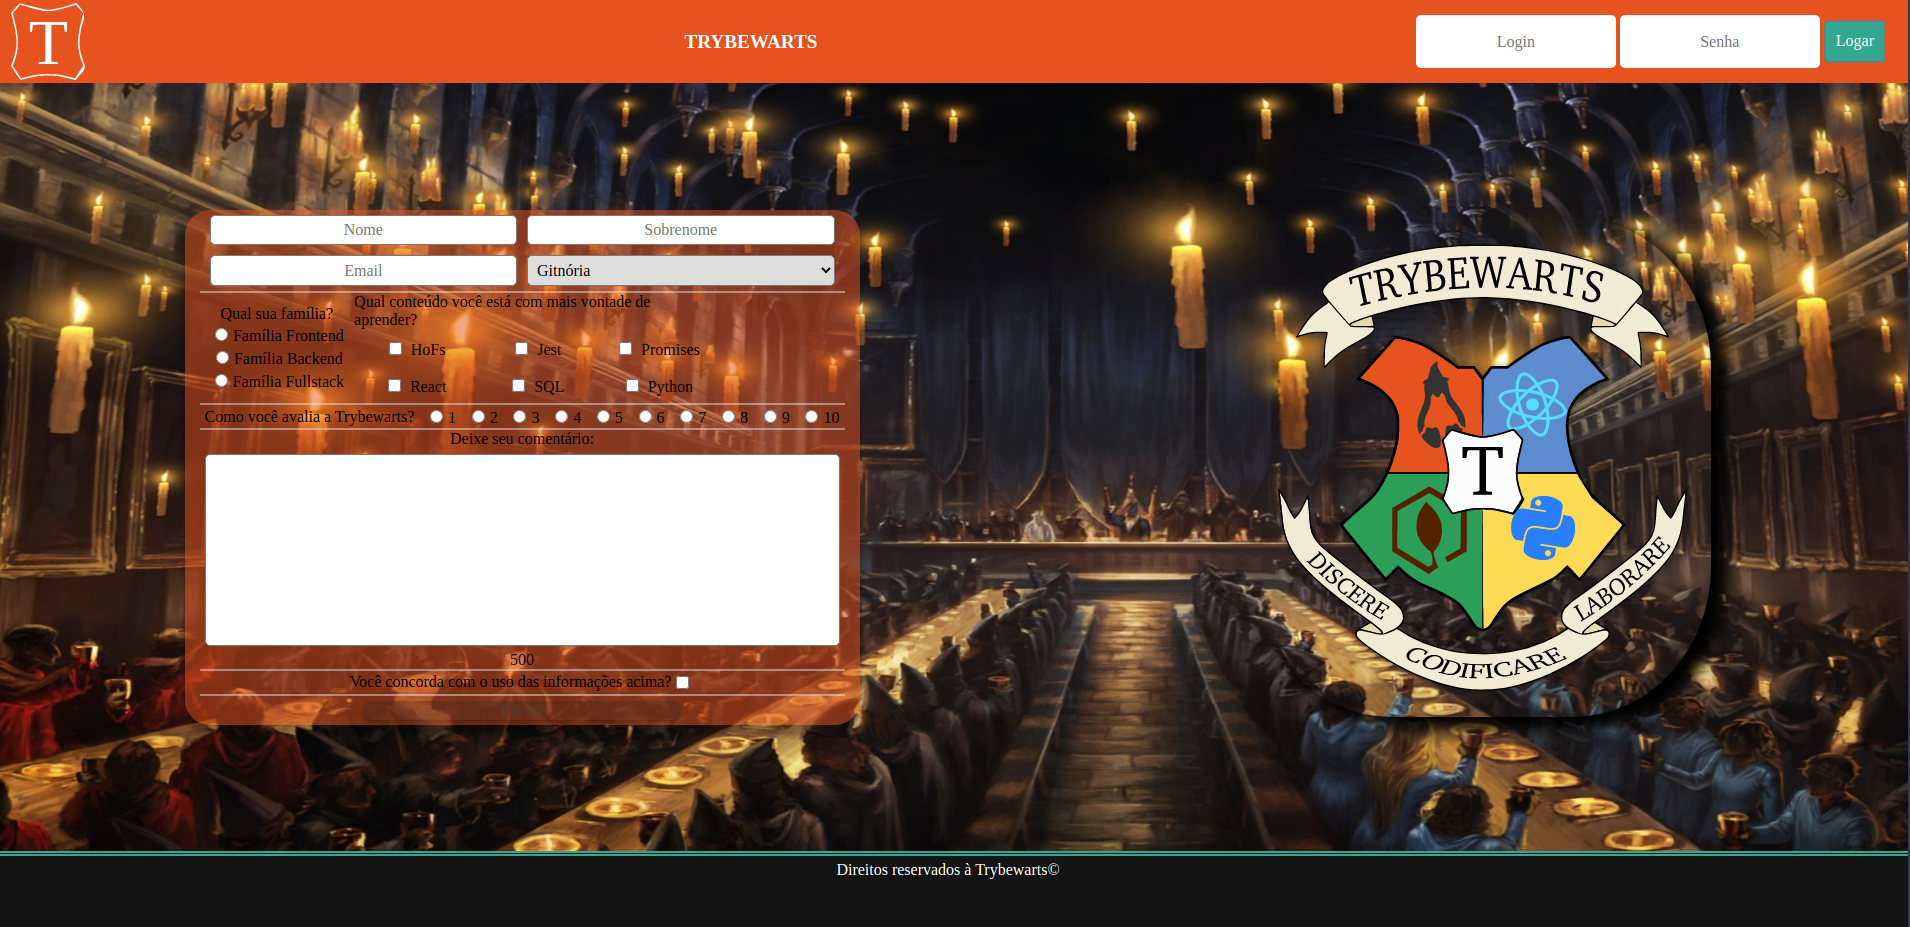 T
TRYBEWARTS
Login
Senha
Logar
Nome
Sobrenome
Email
Gitnória
Qual sua família?
Família Frontend
Família Backend
Família Fullstack
Qual conteúdo você está com mais vontade de
aprender?
HoFs
Jest
Promises
React
SQL
Python
Como você avalia a Trybewarts?
1 2 3 4 5 6 7 8 9 10
Deixe seu comentário:
500
Você concorda com o uso das informações acima?
TRYBEWARTS
T
DISCERE
LABORARE
CODIFICARE
Direitos reservados à Trybewarts©